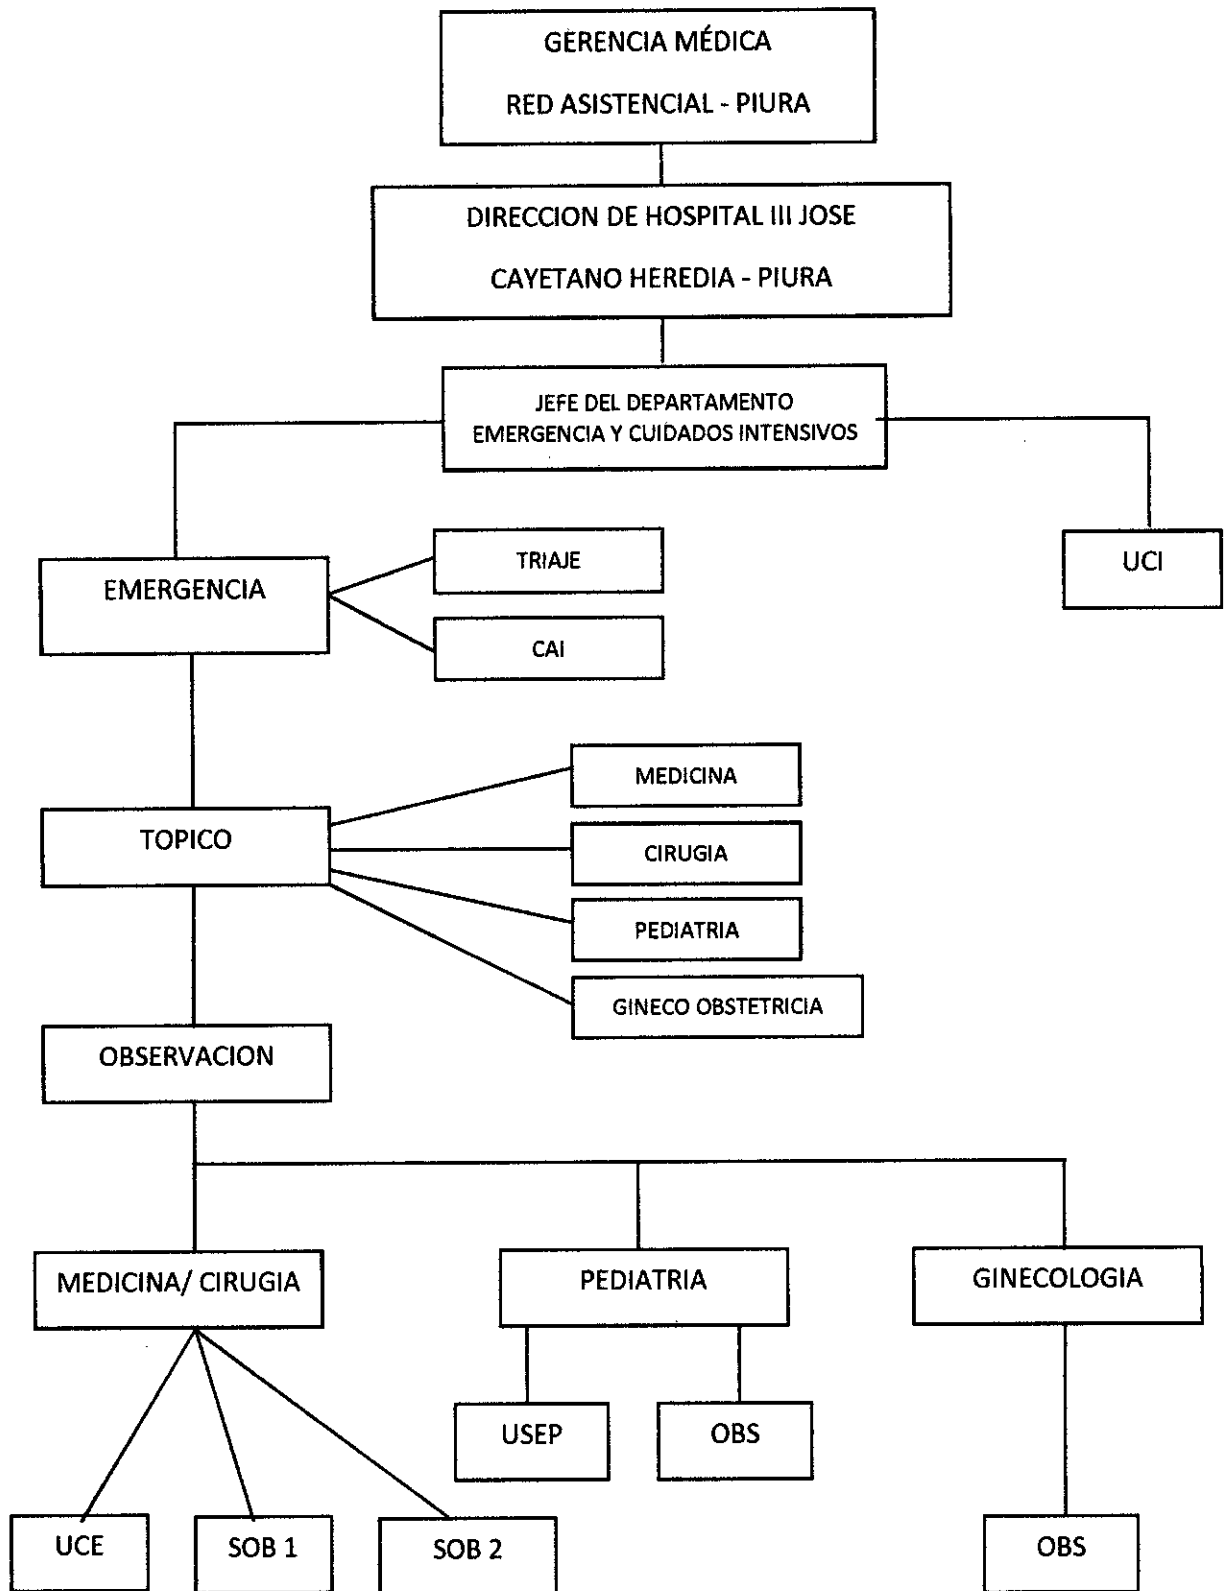 GERENCIA MÉDICA
RED ASISTENCIAL - PIURA
DIRECCION DE HOSPITAL III JOSE
CAYETANO HEREDIA - PIURA
JEFE DEL DEPARTAMENTO
EMERGENCIA Y CUIDADOS INTENSIVOS
EMERGENCIA
TRIAJE
CAI
UCI
TOPICO
MEDICINA
CIRUGIA
PEDIATRIA
GINECO OBSTETRICIA
OBSERVACION
MEDICINA/ CIRUGIA
PEDIATRIA
GINECOLOGIA
USEP
OBS
UCE
SOB 1
SOB 2
OBS